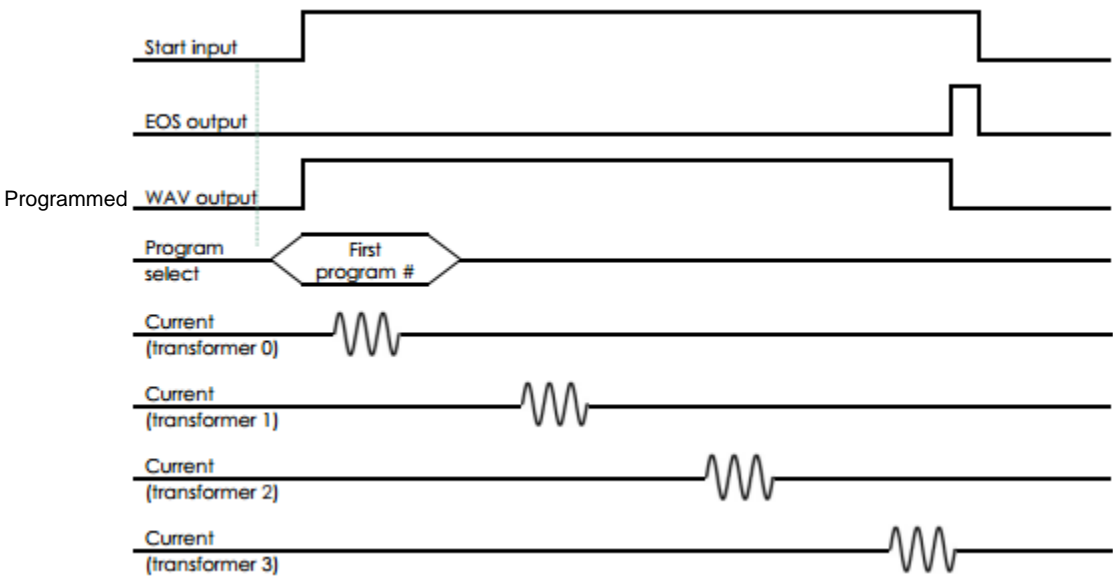 Start input
EOS output
Programmed WAV output
Program
select
First
program #
Current
(transformer 0)
Current
(transformer 1)
Current
(transformer 2)
Current
(transformer 3)